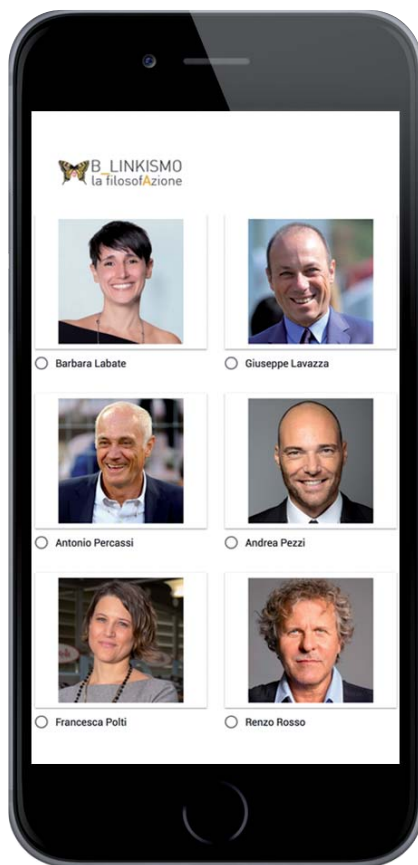 B_LINKISMO
la filosofAzione
Barbara Labate
Giuseppe Lavazza
Antonio Percassi
Andrea Pezzi
Francesca Polti
Renzo Rosso